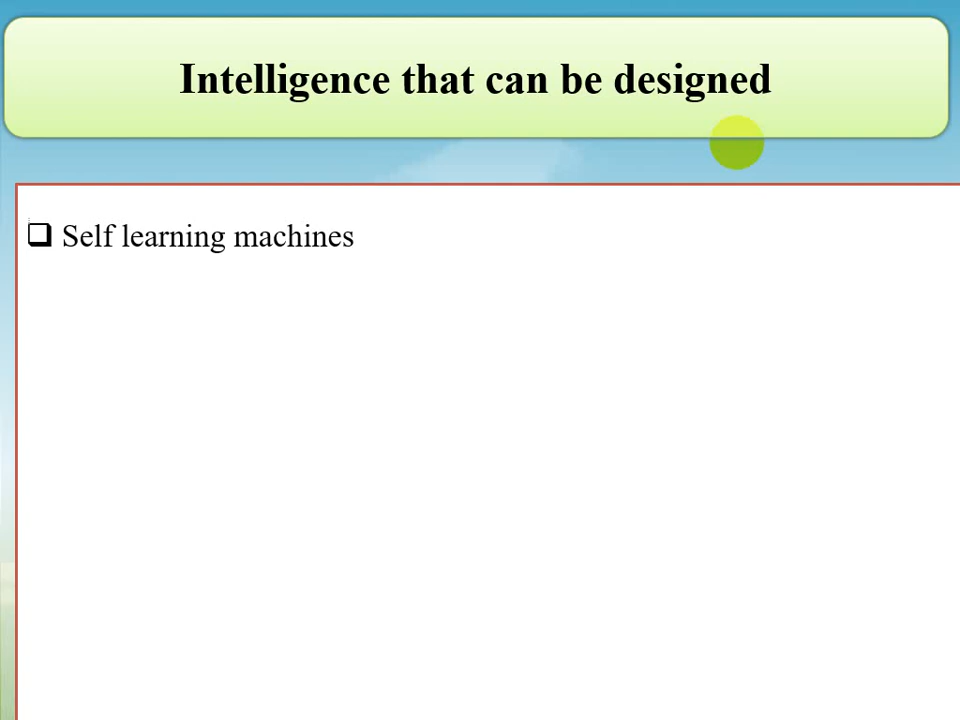 Intelligence that can be designed
❑ Self learning machines